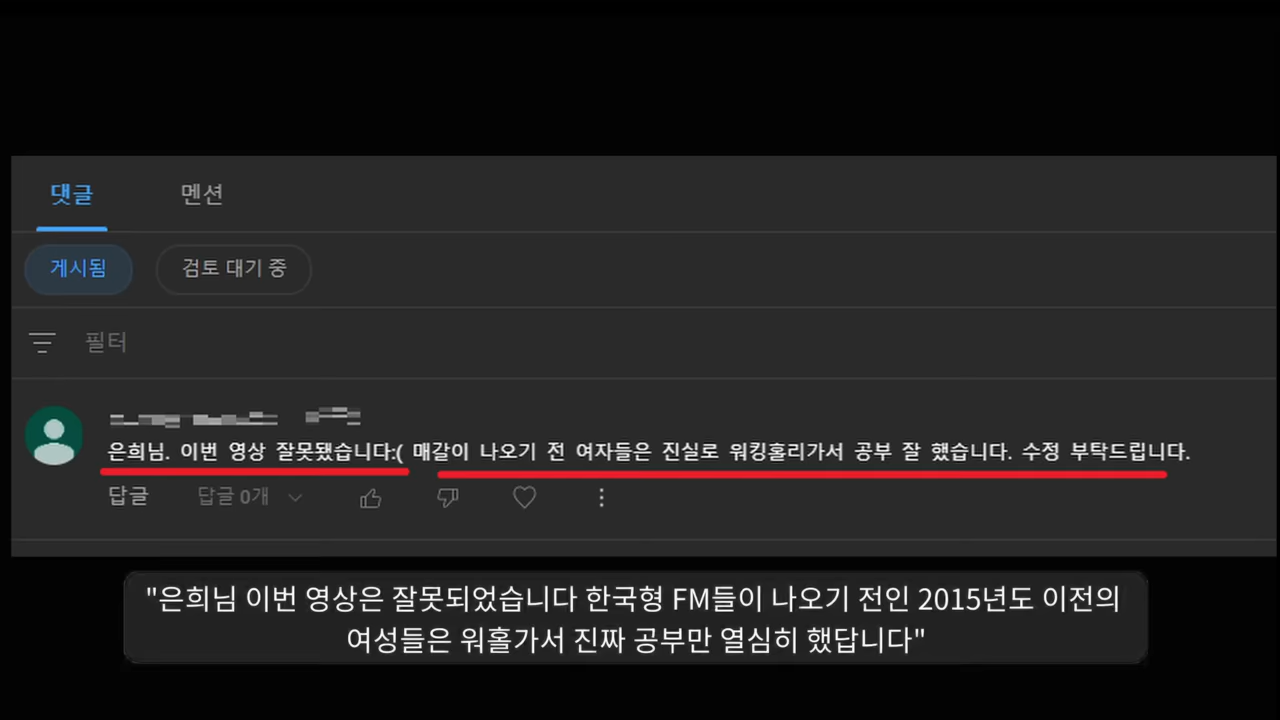 댓글 멘션
게시됨 검토 대기 중
필터
은희님. 이번 영상 잘못됐습니다:( 매갈이 나오기 전 여자들은 진실로 워킹홀리가서 공부 잘 했습니다. 수정 부탁드립니다.
답글 답글 0개
"은희님 이번 영상은 잘못되었습니다 한국형 FM들이 나오기 전인 2015년도 이전의
여성들은 워홀가서 진짜 공부만 열심히 했답니다"